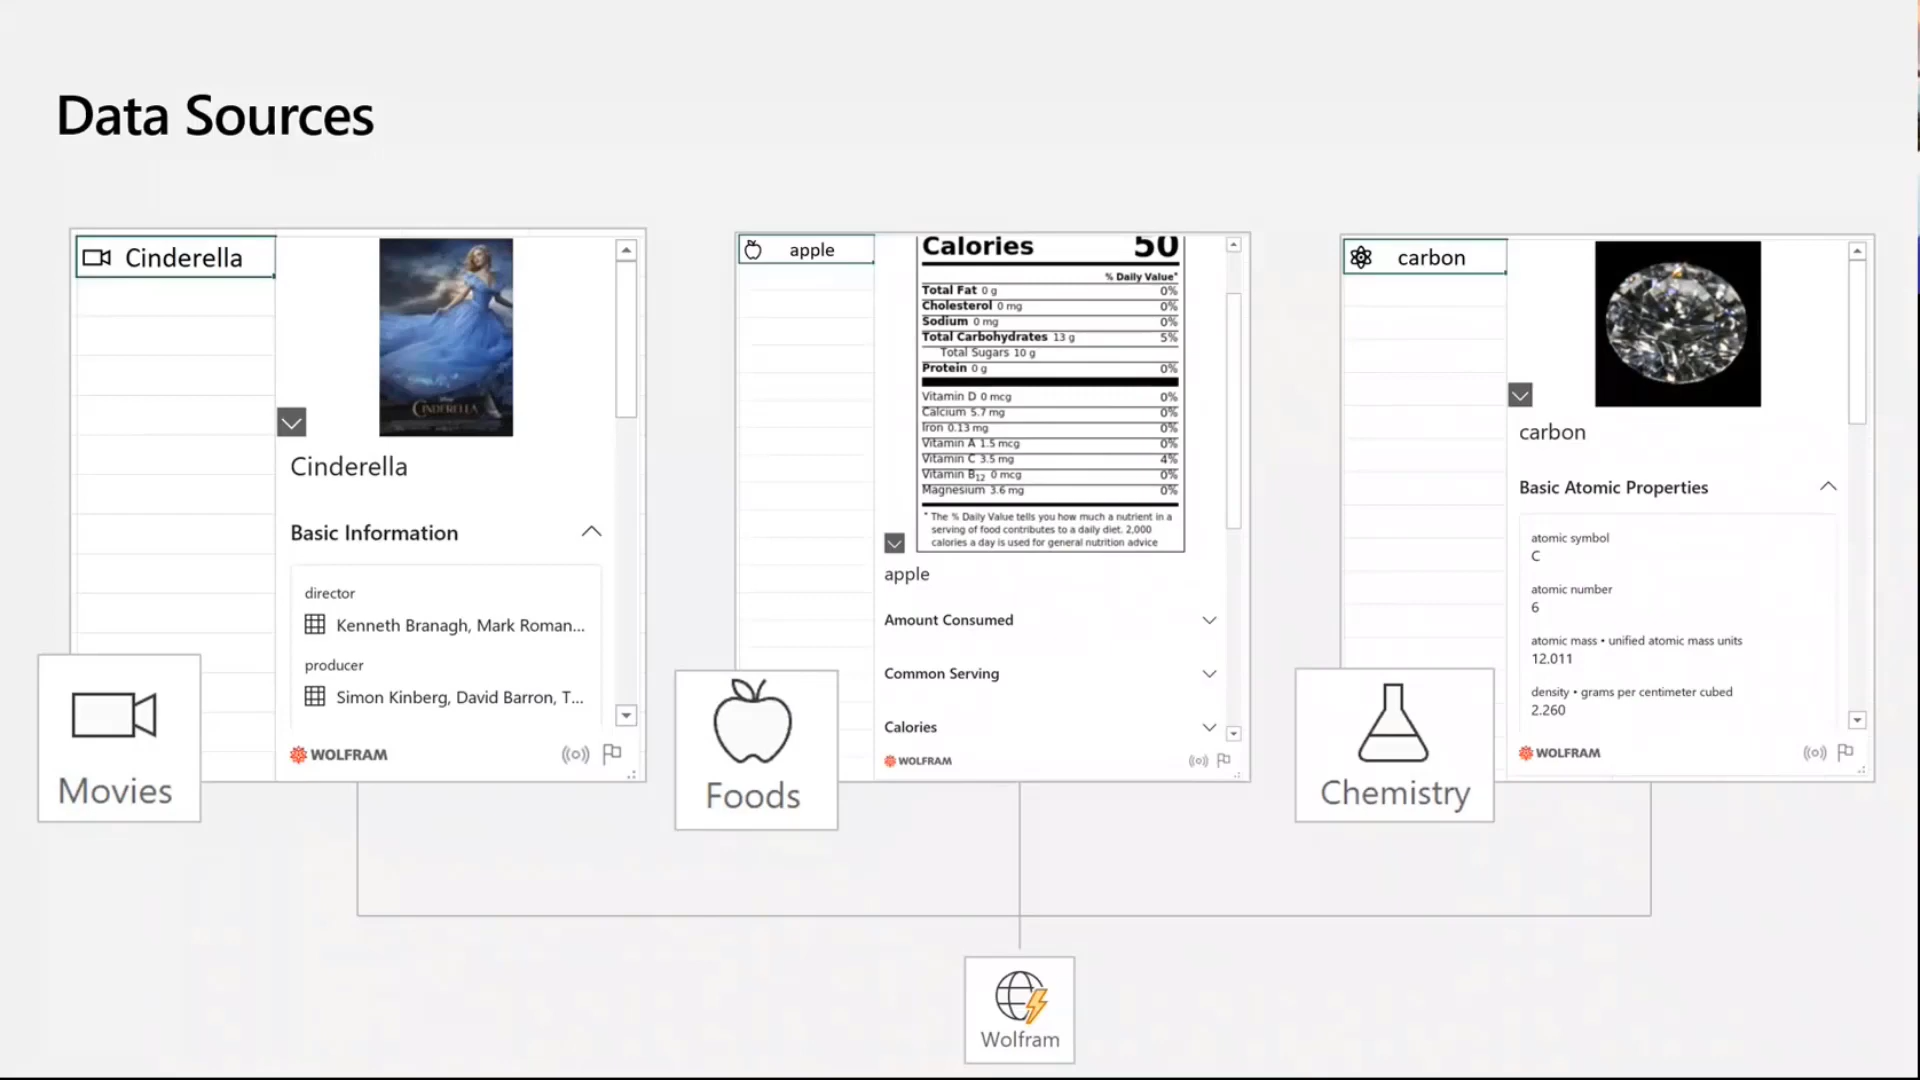 Data Sources
Cinderella
CINDERELLA
Cinderella
Basic Information
director
Kenneth Branagh, Mark Roman...
producer
Simon Kinberg, David Barron, T...
WOLFRAM
Movies
apple
Calories 50
% Daily Value*
Total Fat 0 g 0%
Cholesterol 0 mg 0%
Sodium 0 mg 0%
Total Carbohydrates 13 g 5%
Total Sugars 10 g
Protein 0 g 0%
Vitamin D 0 mcg 0%
Calcium 5.7 mg 0%
Iron 0.13 mg 0%
Vitamin A 1.5 mcg 0%
Vitamin C 3.5 mg 4%
Vitamin B12 0 mcg 0%
Magnesium 3.6 mg 0%
* The % Daily Value tells you how much a nutrient in a
serving of food contributes to a daily diet. 2,000
calories a day is used for general nutrition advice
apple
Amount Consumed
Common Serving
Calories
WOLFRAM
Foods
carbon
carbon
Basic Atomic Properties
atomic symbol
C
atomic number
6
atomic mass • unified atomic mass units
12.011
density • grams per centimeter cubed
2.260
WOLFRAM
Chemistry
Wolfram